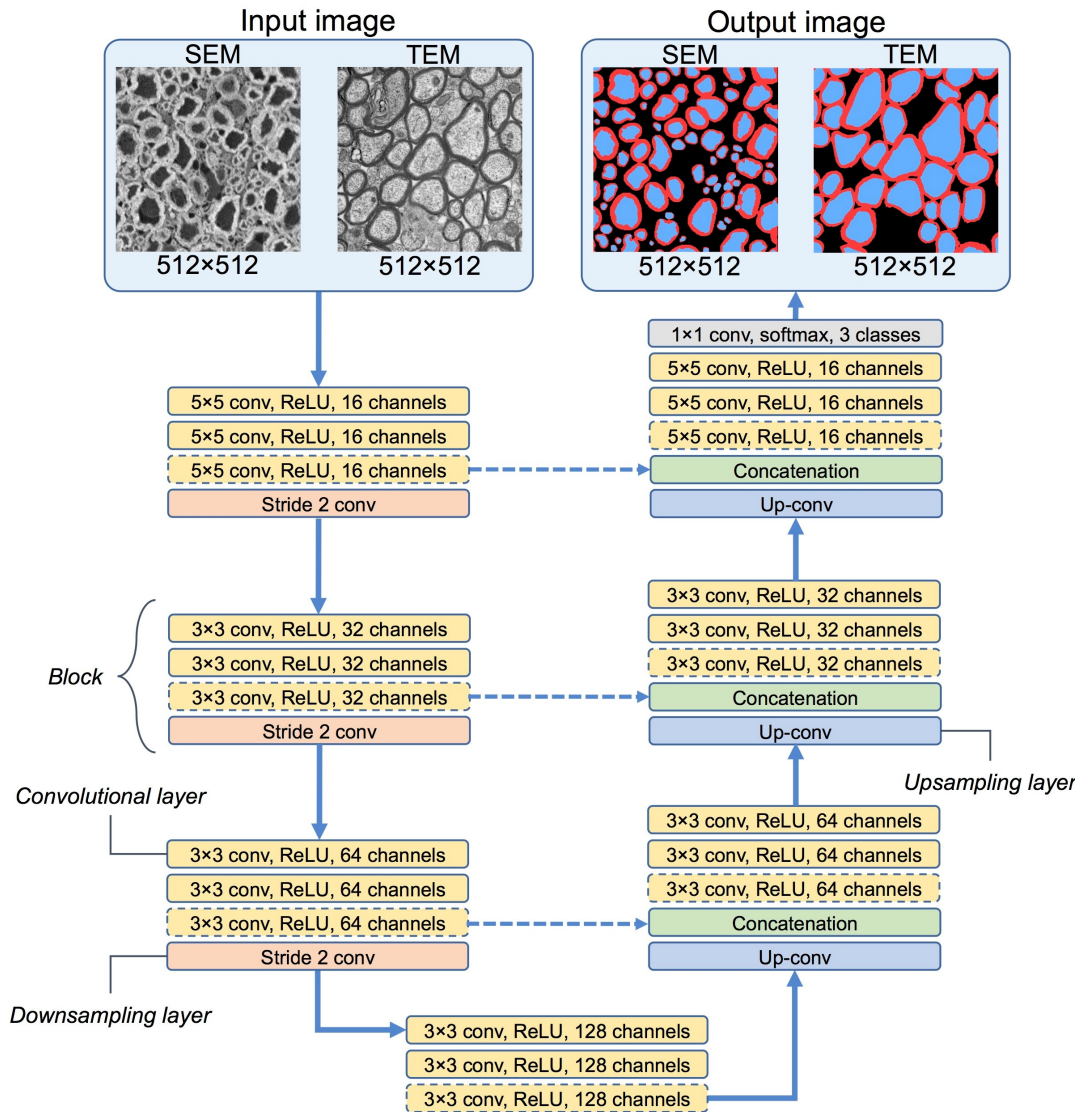 Input image
SEM
TEM
512×512
512×512
5×5 conv, ReLU, 16 channels
5×5 conv, ReLU, 16 channels
5×5 conv, ReLU, 16 channels
Stride 2 conv
Block
3×3 conv, ReLU, 32 channels
3×3 conv, ReLU, 32 channels
3×3 conv, ReLU, 32 channels
Stride 2 conv
Convolutional layer
3×3 conv, ReLU, 64 channels
3×3 conv, ReLU, 64 channels
3×3 conv, ReLU, 64 channels
Stride 2 conv
Downsampling layer
3×3 conv, ReLU, 128 channels
3×3 conv, ReLU, 128 channels
3×3 conv, ReLU, 128 channels
Output image
SEM
TEM
512×512
512×512
1×1 conv, softmax, 3 classes
5×5 conv, ReLU, 16 channels
5×5 conv, ReLU, 16 channels
5×5 conv, ReLU, 16 channels
Concatenation
Up-conv
3×3 conv, ReLU, 32 channels
3×3 conv, ReLU, 32 channels
3×3 conv, ReLU, 32 channels
Concatenation
Up-conv
Upsampling layer
3×3 conv, ReLU, 64 channels
3×3 conv, ReLU, 64 channels
3×3 conv, ReLU, 64 channels
Concatenation
Up-conv